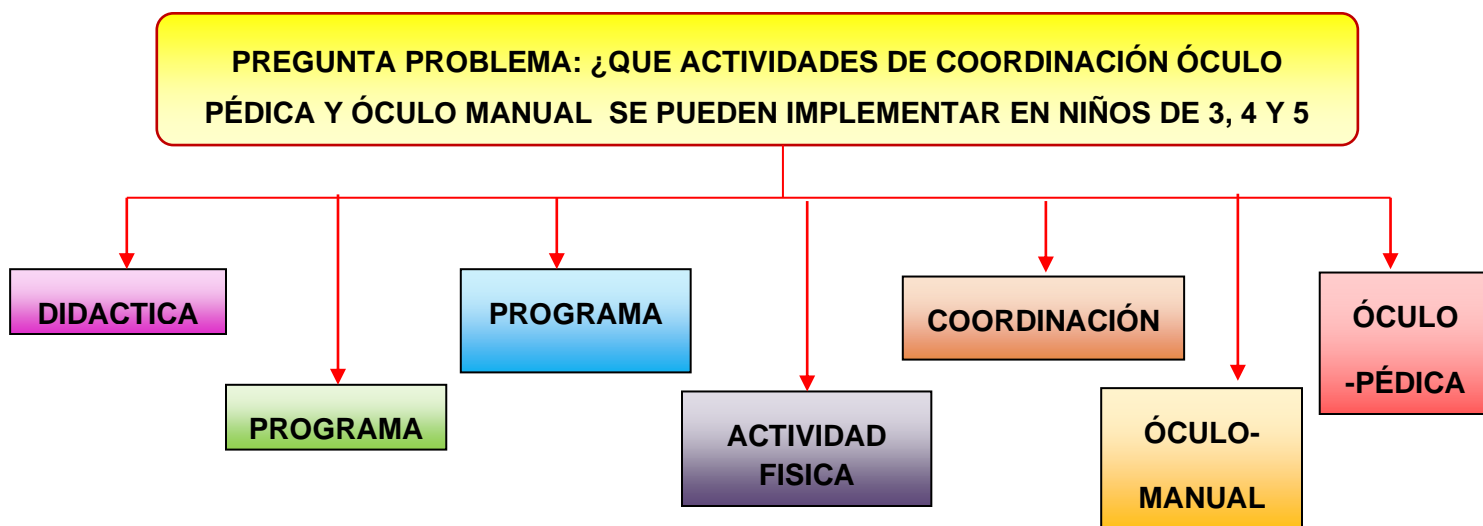 PREGUNTA PROBLEMA: ¿QUE ACTIVIDADES DE COORDINACIÓN ÓCULO
PÉDICA Y ÓCULO MANUAL SE PUEDEN IMPLEMENTAR EN NIÑOS DE 3, 4 Y 5
DIDACTICA
PROGRAMA
PROGRAMA
ACTIVIDAD
FISICA
COORDINACIÓN
ÓCULO-
MANUAL
ÓCULO
-PÉDICA